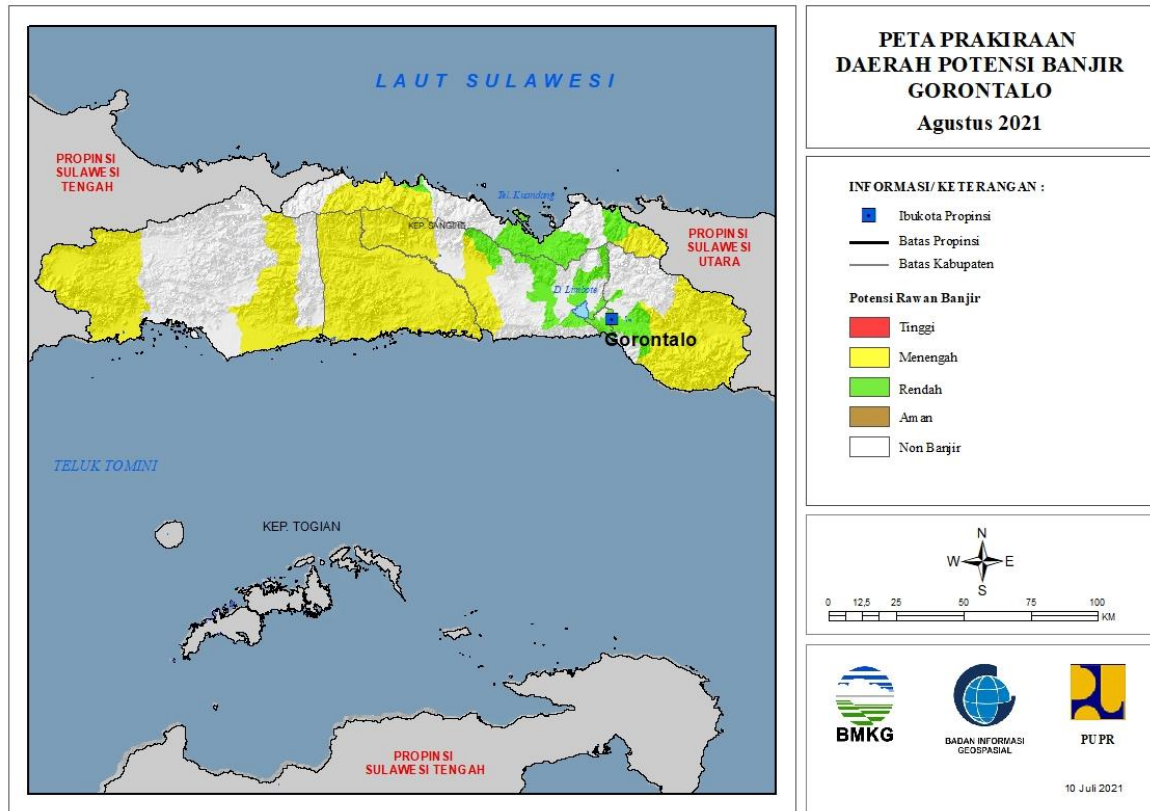 LAUT SULAWESI
PROPINSI
SULAWESI
TENGAH
Tel. Kuandang
KEP. SANGIHE
PROPINSI
SULAWESI
UTARA
D. Limboto
Gorontalo
TELUK TOMINI
KEP. TOGIAN
PROPINSI
SULAWESI TENGAH
PETA PRAKIRAAN
DAERAH POTENSI BANJIR
GORONTALO
Agustus 2021
INFORMASI/ KETERANGAN :
Ibukota Propinsi
Batas Propinsi
Batas Kabupaten
Potensi Rawan Banjir
Tinggi
Menengah
Rendah
Aman
Non Banjir
N
W E
S
0 12,5 25 50 75 100
KM
BMKG
BADAN INFORMASI
GEOSPASIAL
PUPR
10 Juli 2021